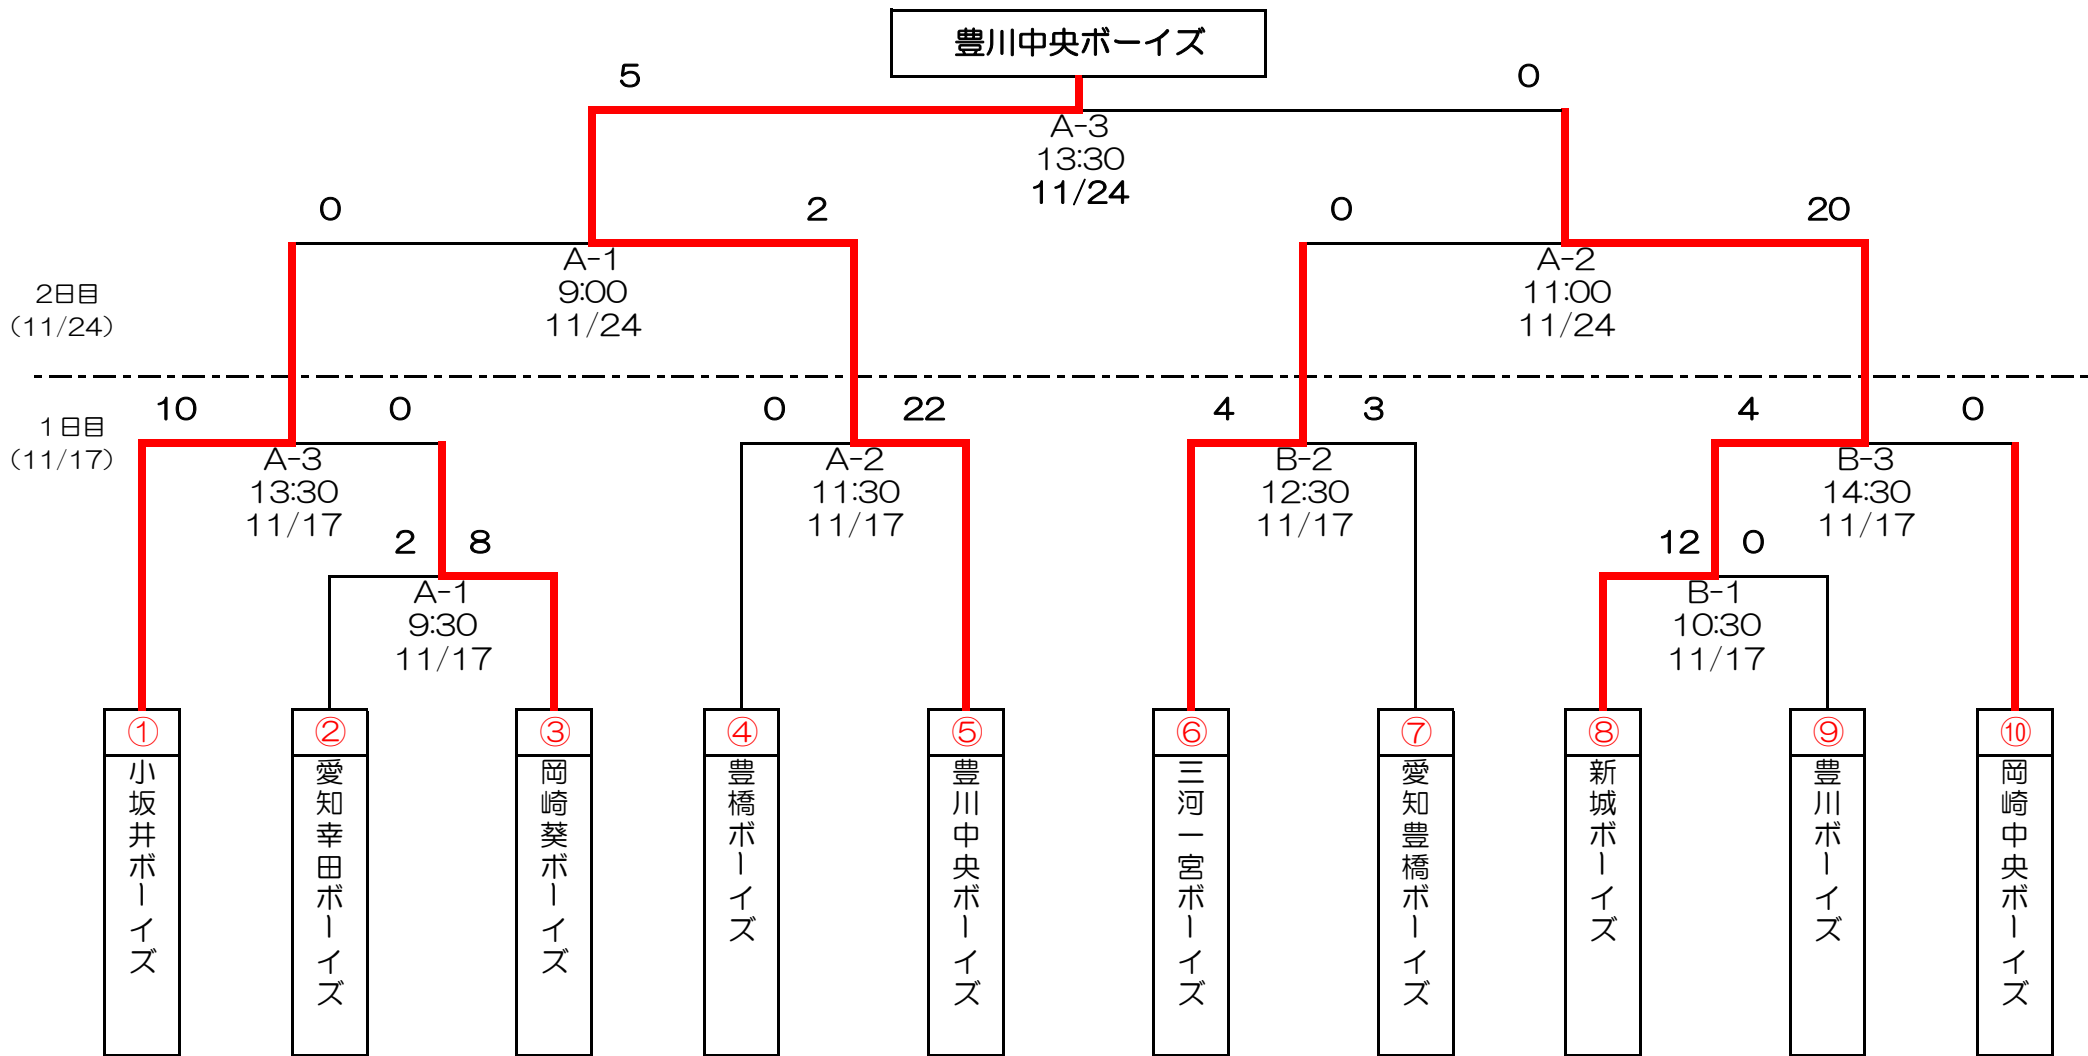 豊川中央ボーイズ
5
0
A-3
13:30
11/24
0
2
0
20
A-1
9:00
11/24
A-2
11:00
11/24
2日目
(11/24)
10
0
0
22
4
3
4
0
1日目
(11/17)
A-3
13:30
11/17
A-2
11:30
11/17
B-2
12:30
11/17
B-3
14:30
11/17
2
8
12
0
A-1
9:30
11/17
B-1
10:30
11/17
①
小坂井ボーイズ
②
愛知幸田ボーイズ
③
岡崎葵ボーイズ
④
豊橋ボーイズ
⑤
豊川中央ボーイズ
⑥
三河一宮ボーイズ
⑦
愛知豊橋ボーイズ
⑧
新城ボーイズ
⑨
豊川ボーイズ
⑩
岡崎中央ボーイズ